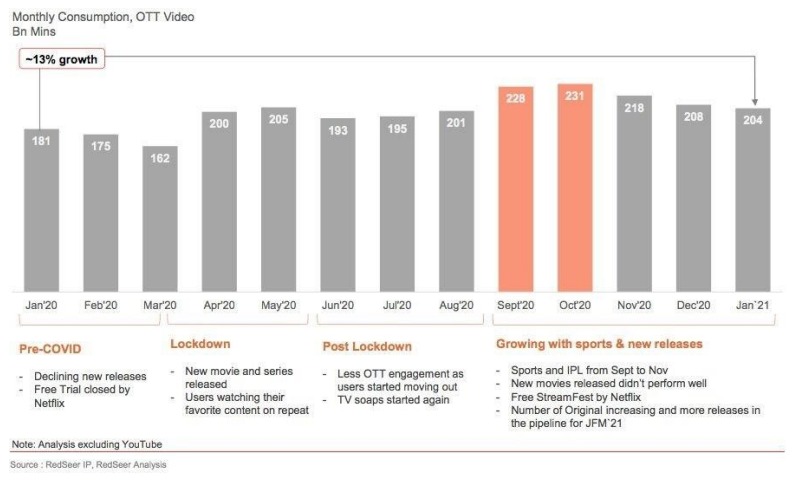 Monthly Consumption, OTT Video
Bn Mins
~13% growth
181
175
162
200
205
193
195
201
228
231
218
208
204
Jan'20
Feb'20
Mar'20
Apr'20
May'20
Jun'20
Jul'20
Aug'20
Sept'20
Oct'20
Nov'20
Dec'20
Jan`21
Pre-COVID
- Declining new releases
- Free Trial closed by
Netflix
Lockdown
- New movie and series
released
- Users watching their
favorite content on repeat
Post Lockdown
- Less OTT engagement as
users started moving out
- TV soaps started again
Growing with sports & new releases
- Sports and IPL from Sept to Nov
- New movies released didn't perform well
- Free StreamFest by Netflix
- Number of Original increasing and more releases in
the pipeline for JFM`21
Note: Analysis excluding YouTube
Source : RedSeer IP, RedSeer Analysis